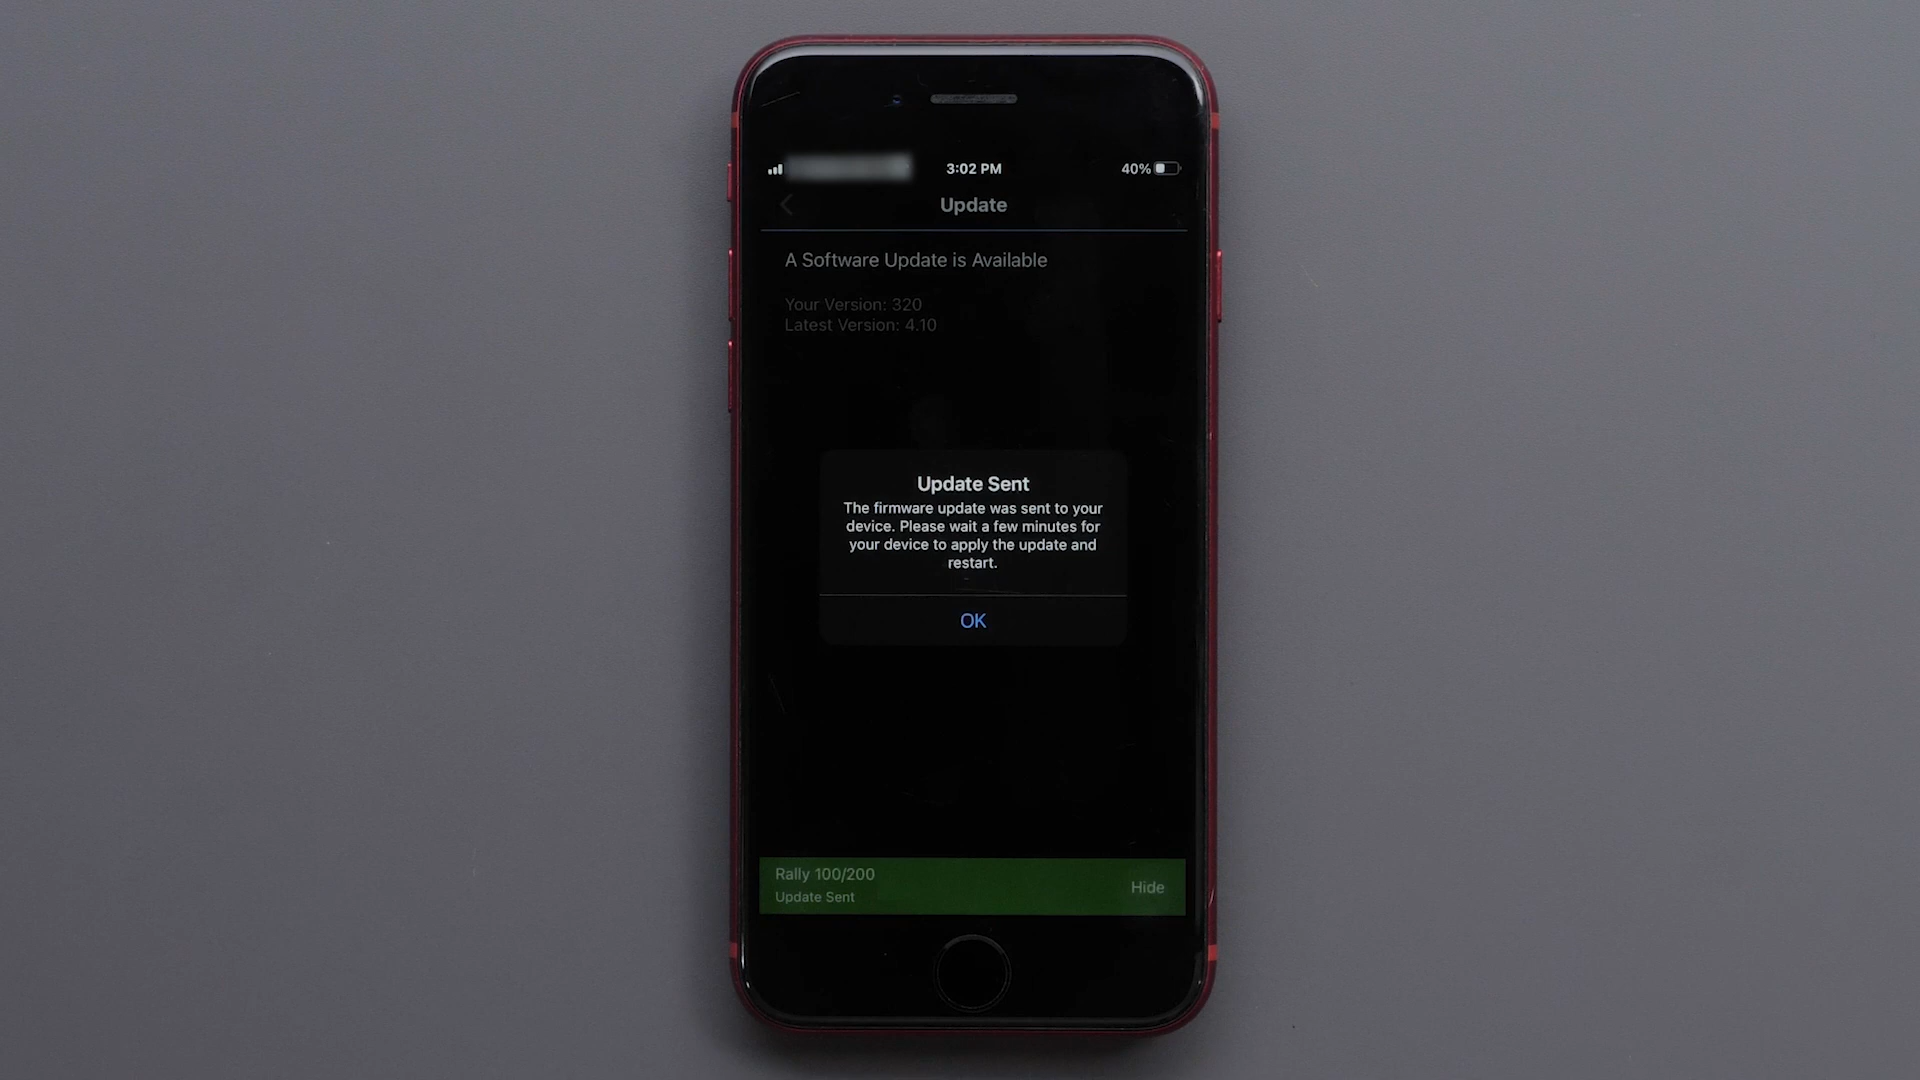 3:02 PM
40%
Update
A Software Update is Available
Your Version: 320
Latest Version: 4.10
Update Sent
The firmware update was sent to your
device. Please wait a few minutes for
your device to apply the update and
restart.
OK
Rally 100/200
Update Sent
Hide